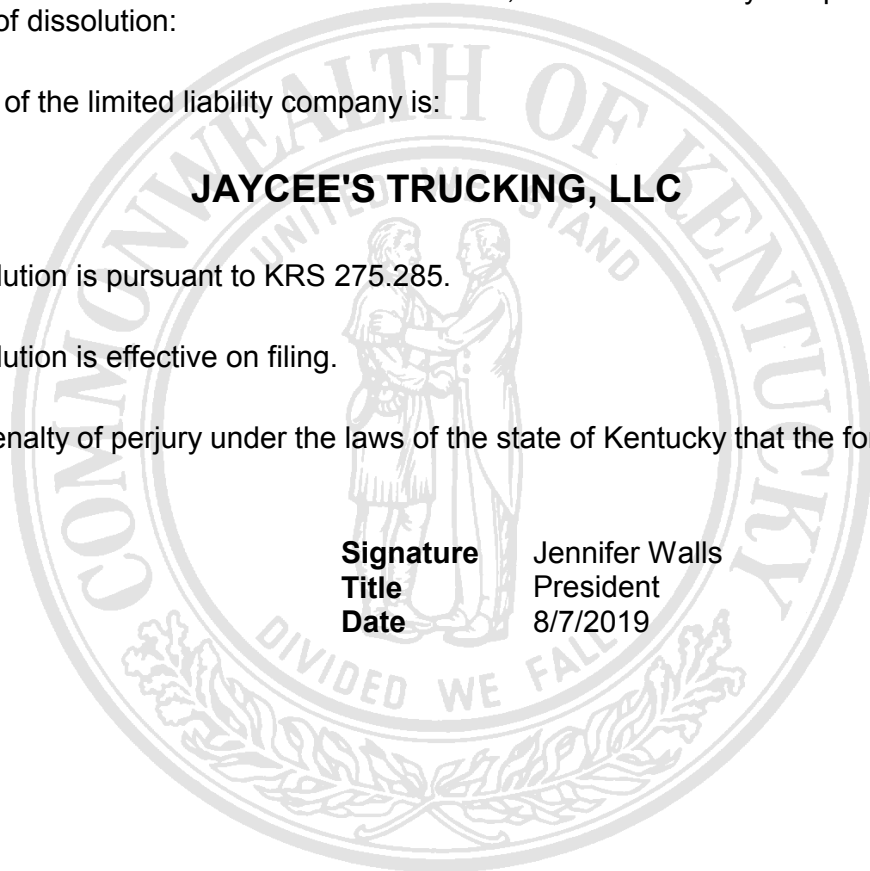 of dissolution:
of the limited liability company is:
JAYCEE'S TRUCKING, LLC
lution is pursuant to KRS 275.285.
lution is effective on filing.
enalty of perjury under the laws of the state of Kentucky that the for
Signature Jennifer Walls
Title President
Date 8/7/2019
COMMONWEALTH OF KENTUCKY
UNITED WE STAND
DIVIDED WE FALL